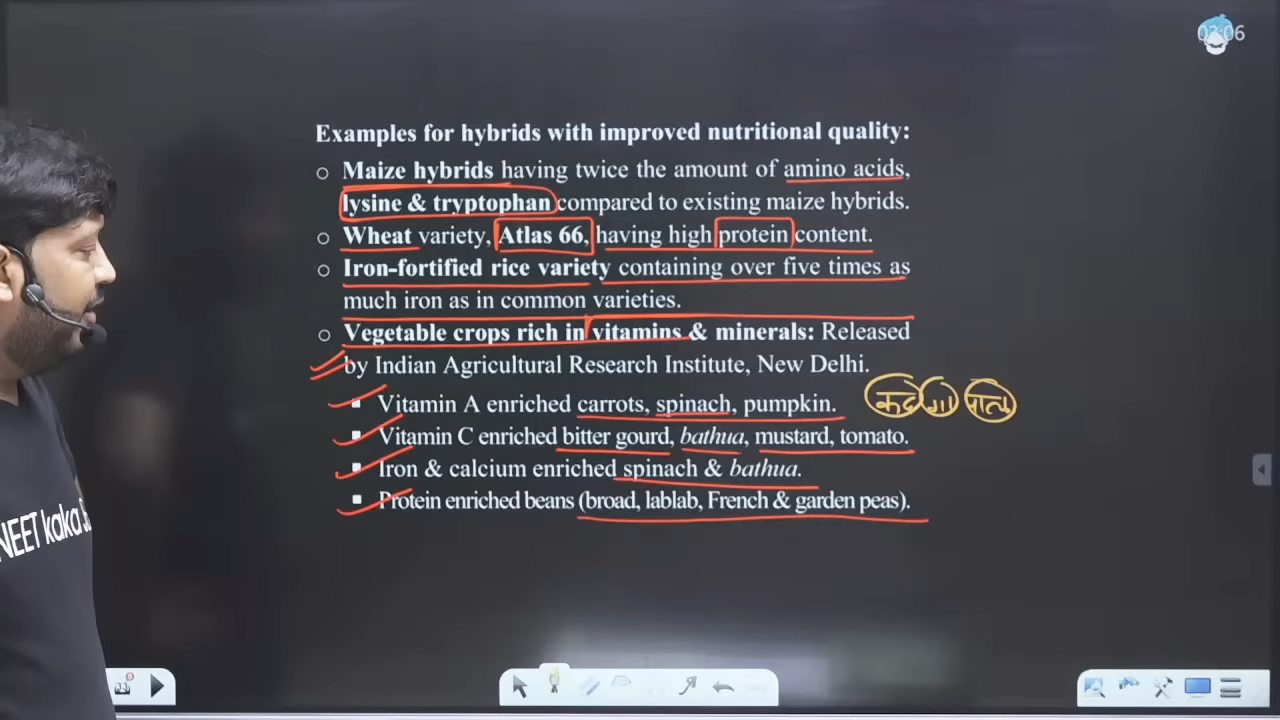 03:06
Examples for hybrids with improved nutritional quality:
Maize hybrids having twice the amount of amino acids,
lysine & tryptophan compared to existing maize hybrids.
Wheat variety, Atlas 66, having high protein content.
Iron-fortified rice variety containing over five times as
much iron as in common varieties.
Vegetable crops rich in vitamins & minerals: Released
by Indian Agricultural Research Institute, New Delhi.
Vitamin A enriched carrots, spinach, pumpkin.
Vitamin C enriched bitter gourd, bathua, mustard, tomato.
Iron & calcium enriched spinach & bathua.
Protein enriched beans (broad, lablab, French & garden peas).
NEET kaka